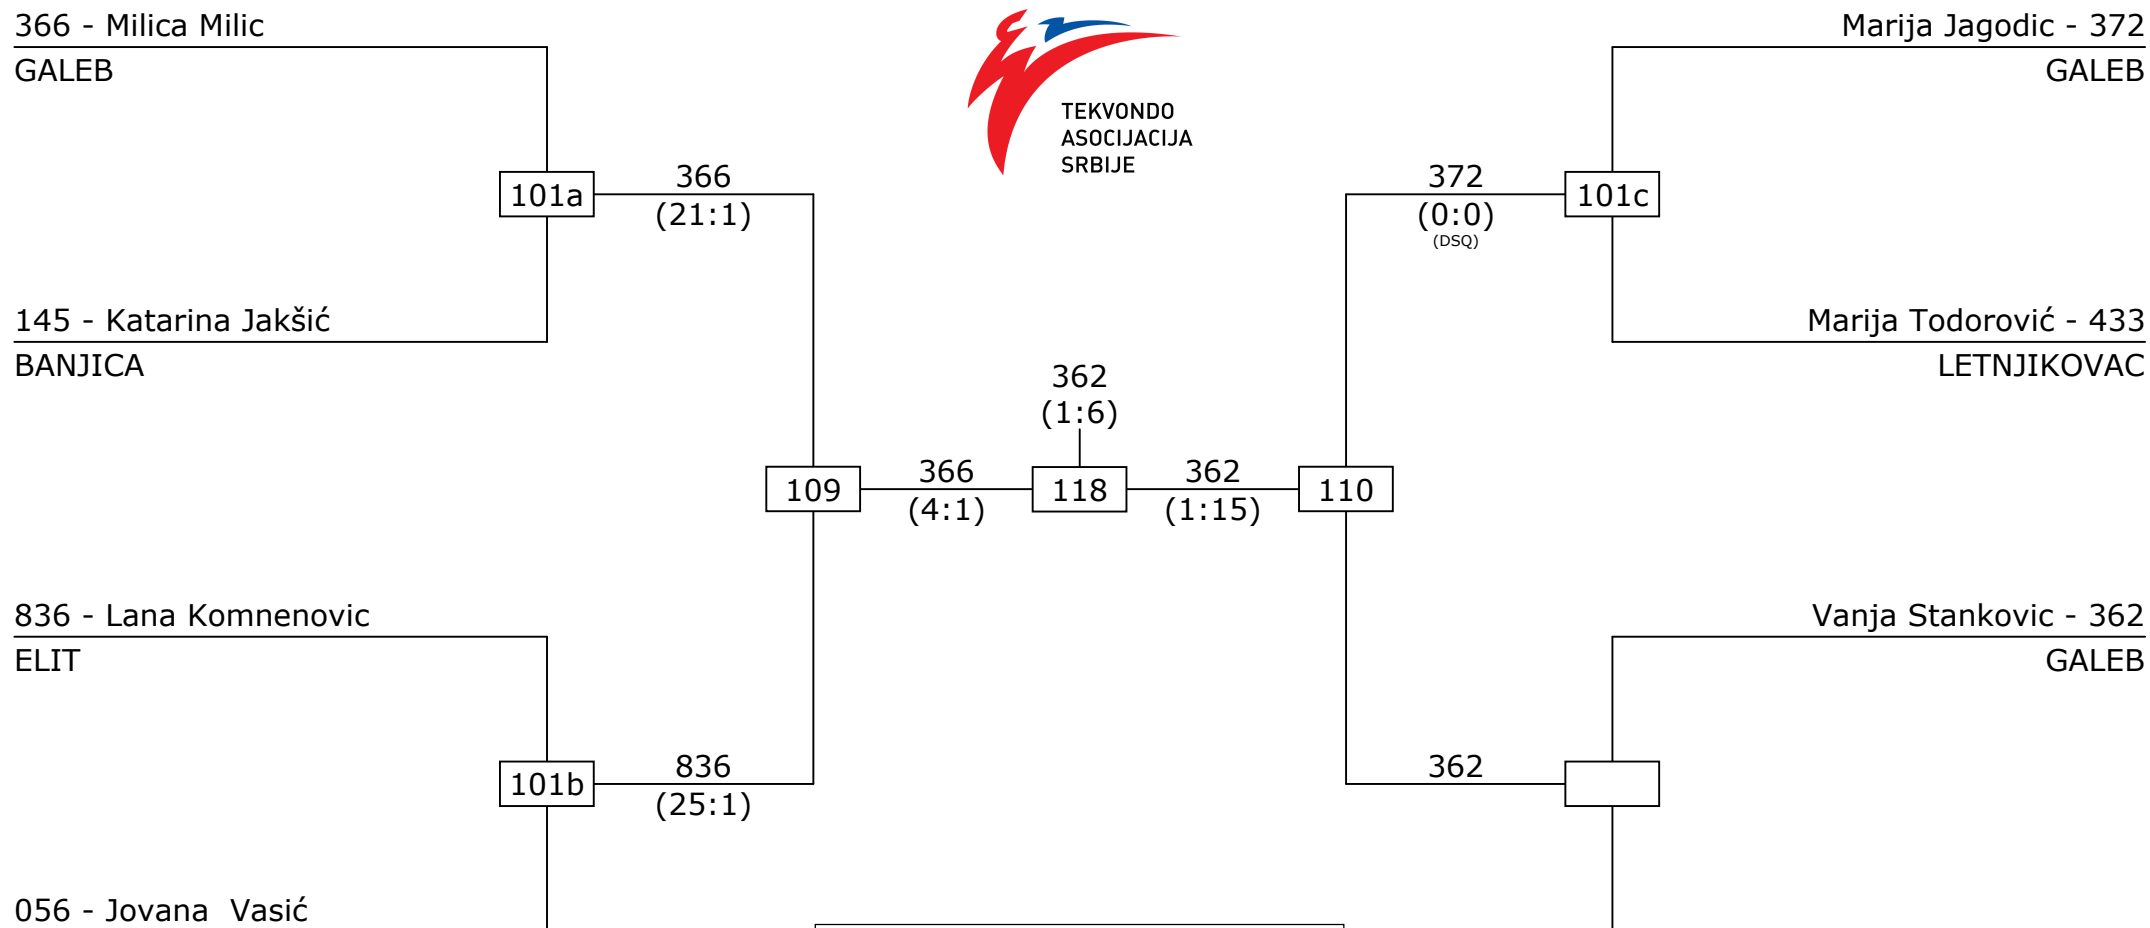 366 - Milica Milic
GALEB
Marija Jagodic - 372
GALEB
TEKVONDO
ASOCIJACIJA
SRBIJE
101a
366
(21:1)
372
(0:0)
(DSQ)
101c
145 - Katarina Jakšić
BANJICA
Marija Todorović - 433
LETNJIKOVAC
362
(1:6)
109
366
(4:1)
118
362
(1:15)
110
836 - Lana Komnenovic
ELIT
Vanja Stankovic - 362
GALEB
101b
836
(25:1)
362
056 - Jovana  Vasić